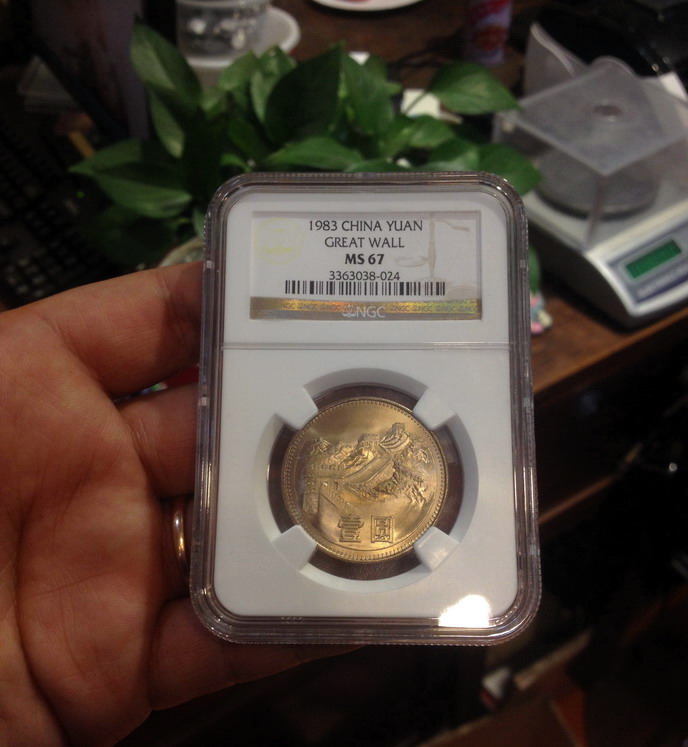 1983 CHINA YUAN
GREAT WALL
MS 67
3363038-024
NGC
壹圆